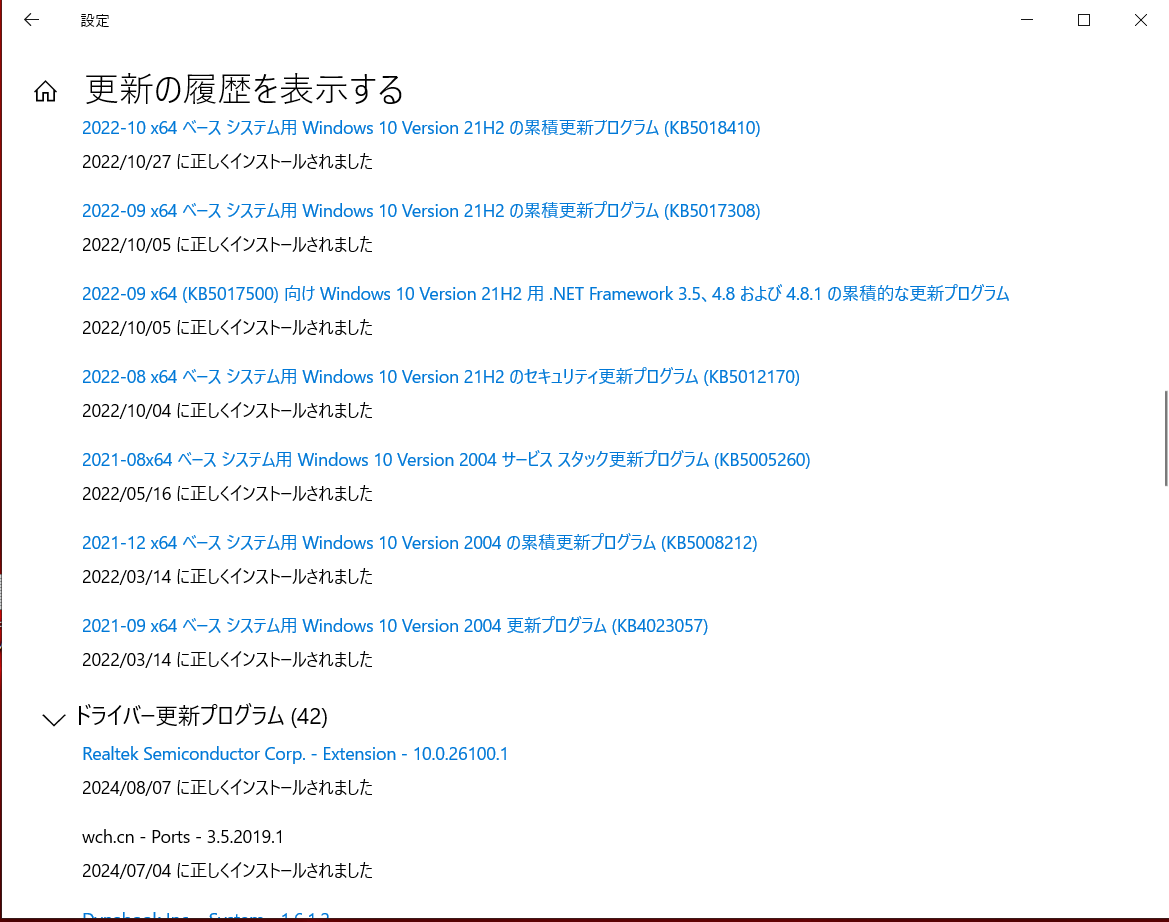 設定
更新の履歴を表示する
2022-10 x64 ベース システム用 Windows 10 Version 21H2 の累積更新プログラム (KB5018410)
2022/10/27 に正しくインストールされました
2022-09 x64 ベース システム用 Windows 10 Version 21H2 の累積更新プログラム (KB5017308)
2022/10/05 に正しくインストールされました
2022-09 x64 (KB5017500) 向け Windows 10 Version 21H2 用 .NET Framework 3.5、4.8 および 4.8.1 の累積的な更新プログラム
2022/10/05 に正しくインストールされました
2022-08 x64 ベース システム用 Windows 10 Version 21H2 のセキュリティ更新プログラム (KB5012170)
2022/10/04 に正しくインストールされました
2021-08x64 ベース システム用 Windows 10 Version 2004 サービス スタック更新プログラム (KB5005260)
2022/05/16 に正しくインストールされました
2021-12 x64 ベース システム用 Windows 10 Version 2004 の累積更新プログラム (KB5008212)
2022/03/14 に正しくインストールされました
2021-09 x64 ベース システム用 Windows 10 Version 2004 更新プログラム (KB4023057)
2022/03/14 に正しくインストールされました
ドライバー更新プログラム (42)
Realtek Semiconductor Corp. - Extension - 10.0.26100.1
2024/08/07 に正しくインストールされました
wch.cn - Ports - 3.5.2019.1
2024/07/04 に正しくインストールされました
Dynabook Inc. - System - 1.6.1.2